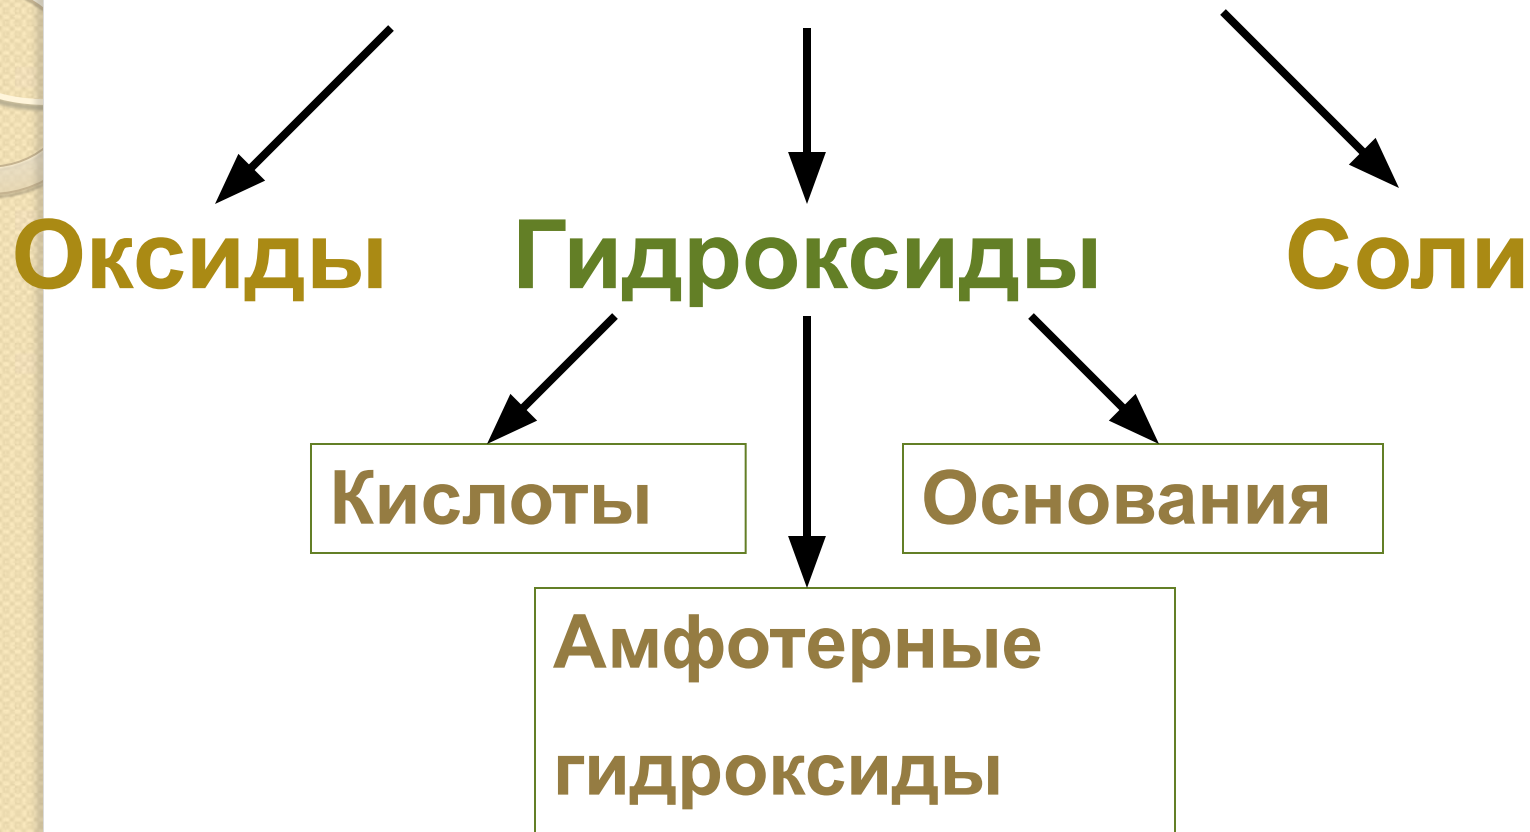 Оксиды Гидроксиды Соли
Кислоты Основания
Амфотерные
гидроксиды